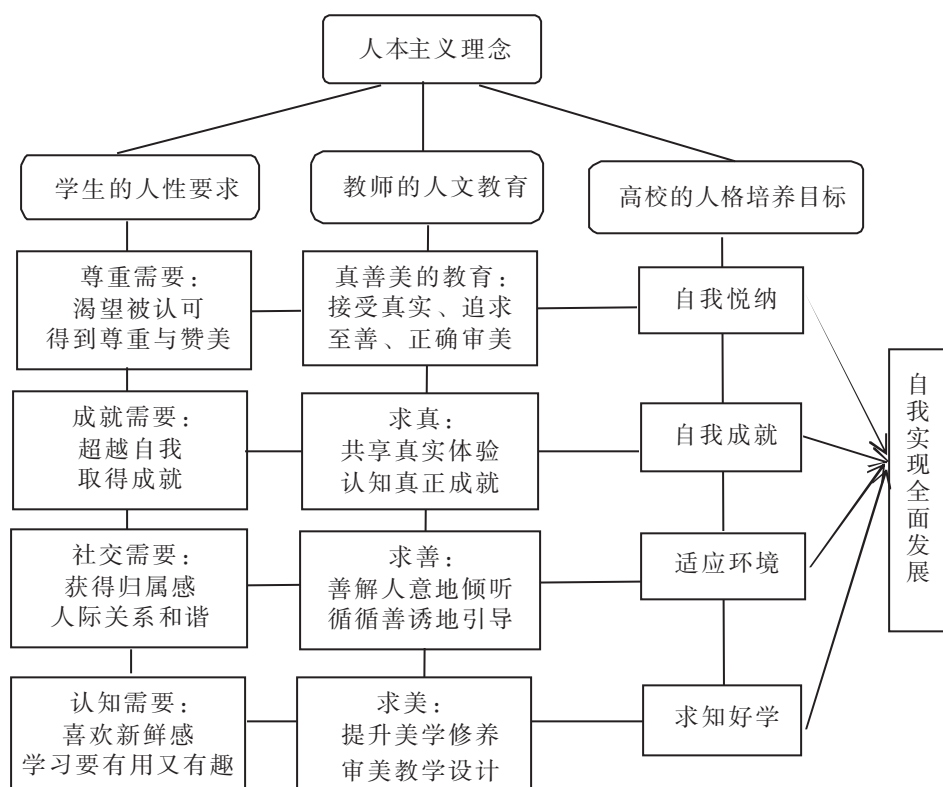 人本主义理念
学生的人性要求
教师的人文教育
高校的人格培养目标
尊重需要：
渴望被认可
得到尊重与赞美
真善美的教育：
接受真实、追求
至善、正确审美
自我悦纳
成就需要：
超越自我
取得成就
求真：
共享真实体验
认知真正成就
自我成就
社交需要：
获得归属感
人际关系和谐
求善：
善解人意地倾听
循循善诱地引导
适应环境
认知需要：
喜欢新鲜感
学习要有用又有趣
求美：
提升美学修养
审美教学设计
求知好学
自我实现全面发展